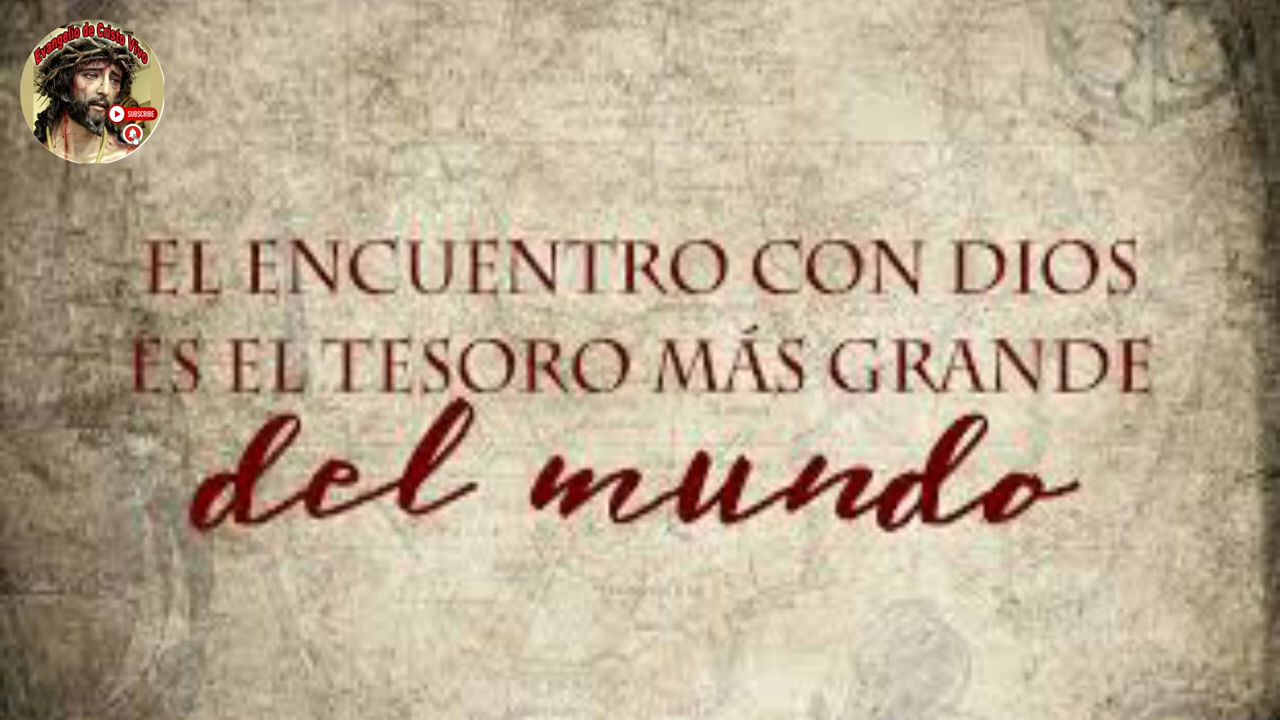 Evangelio de Cristo Vivo
SUBSCRIBE
EL ENCUENTRO CON DIOS
ES EL TESORO MÁS GRANDE
del mundo